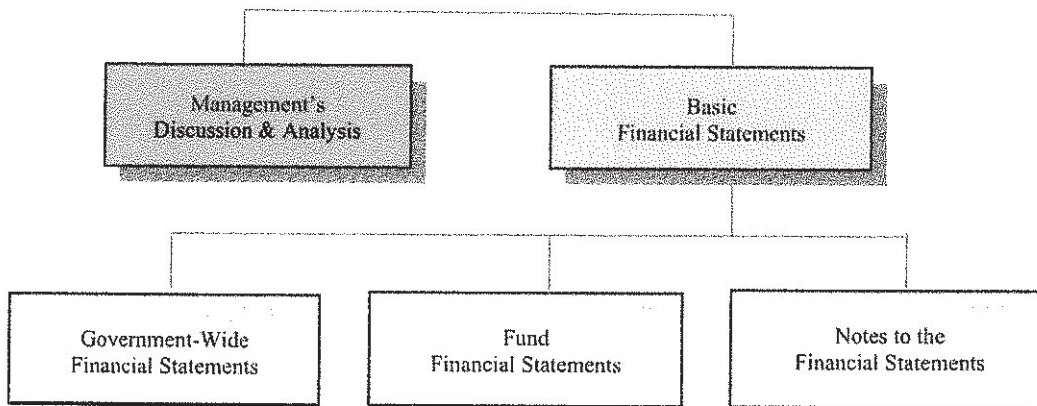 Management's
Discussion & Analysis
Basic
Financial Statements
Government-Wide
Financial Statements
Fund
Financial Statements
Notes to the
Financial Statements